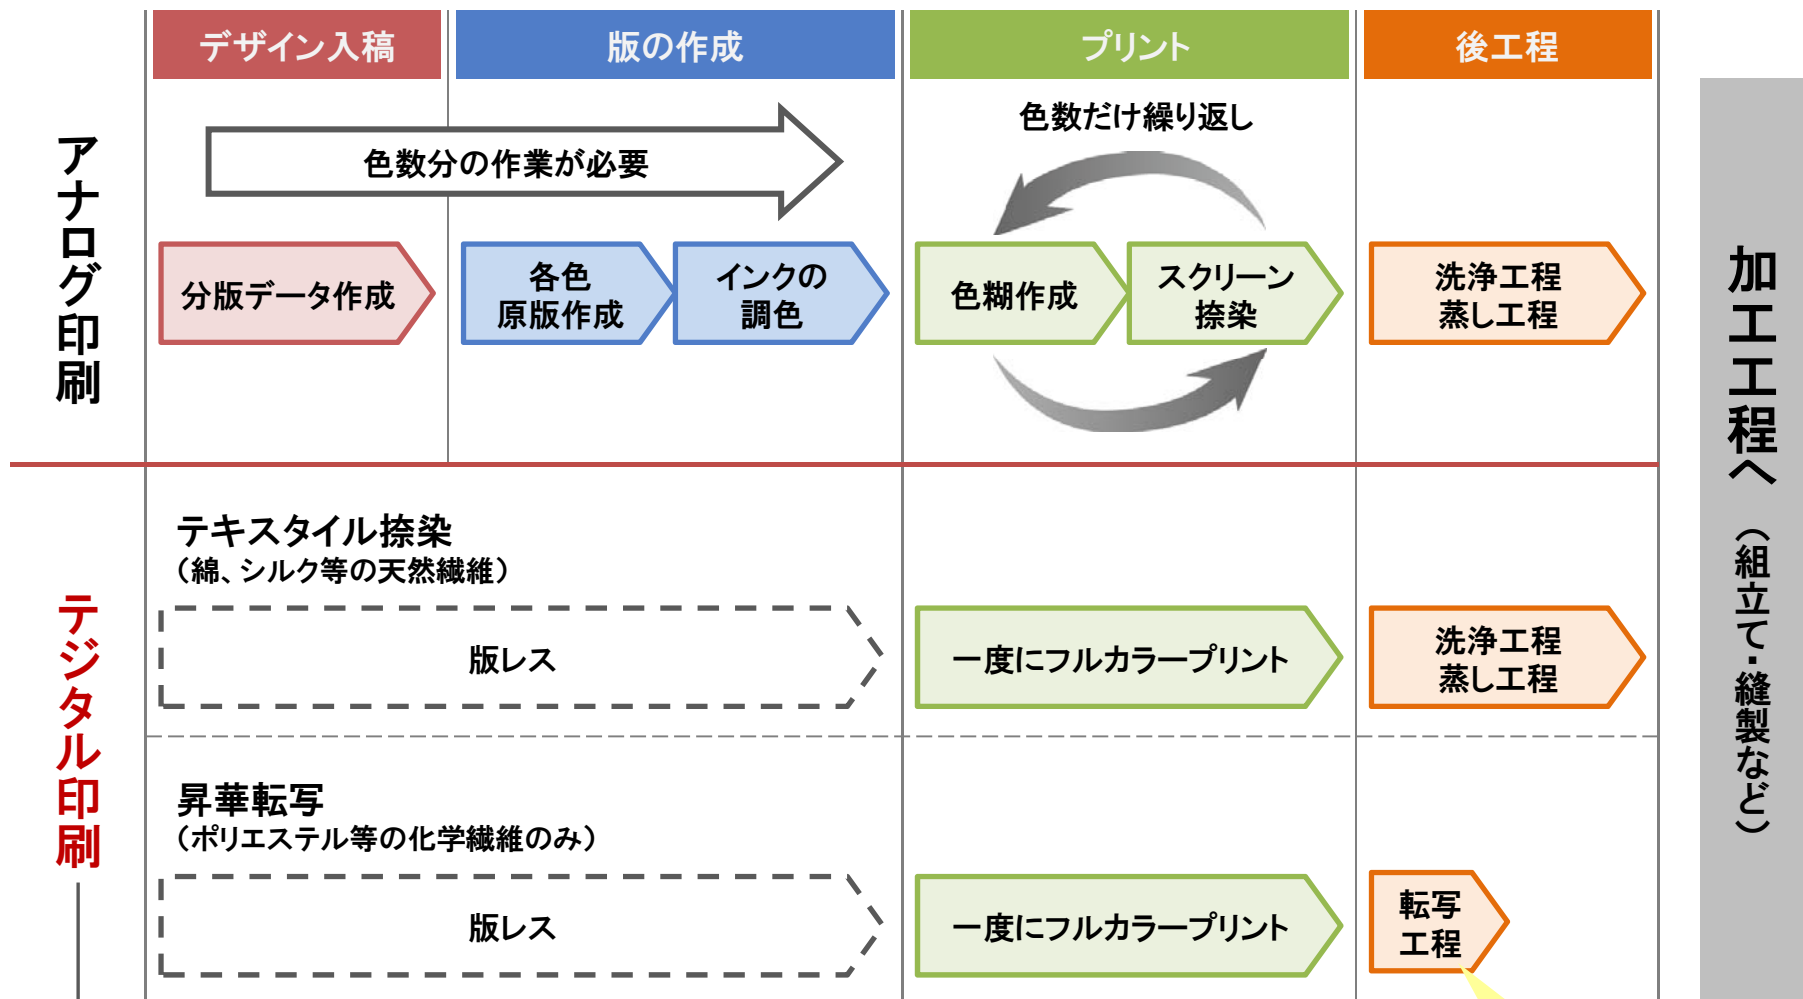 デザイン入稿
版の作成
プリント
後工程
アナログ印刷
色数分の作業が必要
色数だけ繰り返し
分版データ作成
各色
原版作成
インクの
調色
色糊作成
スクリーン
捺染
洗浄工程
蒸し工程
デジタル印刷
テキスタイル捺染
（綿、シルク等の天然繊維）
版レス
一度にフルカラープリント
洗浄工程
蒸し工程
昇華転写
（ポリエステル等の化学繊維のみ）
版レス
一度にフルカラープリント
転写
工程
加工工程へ （組立て・縫製など）